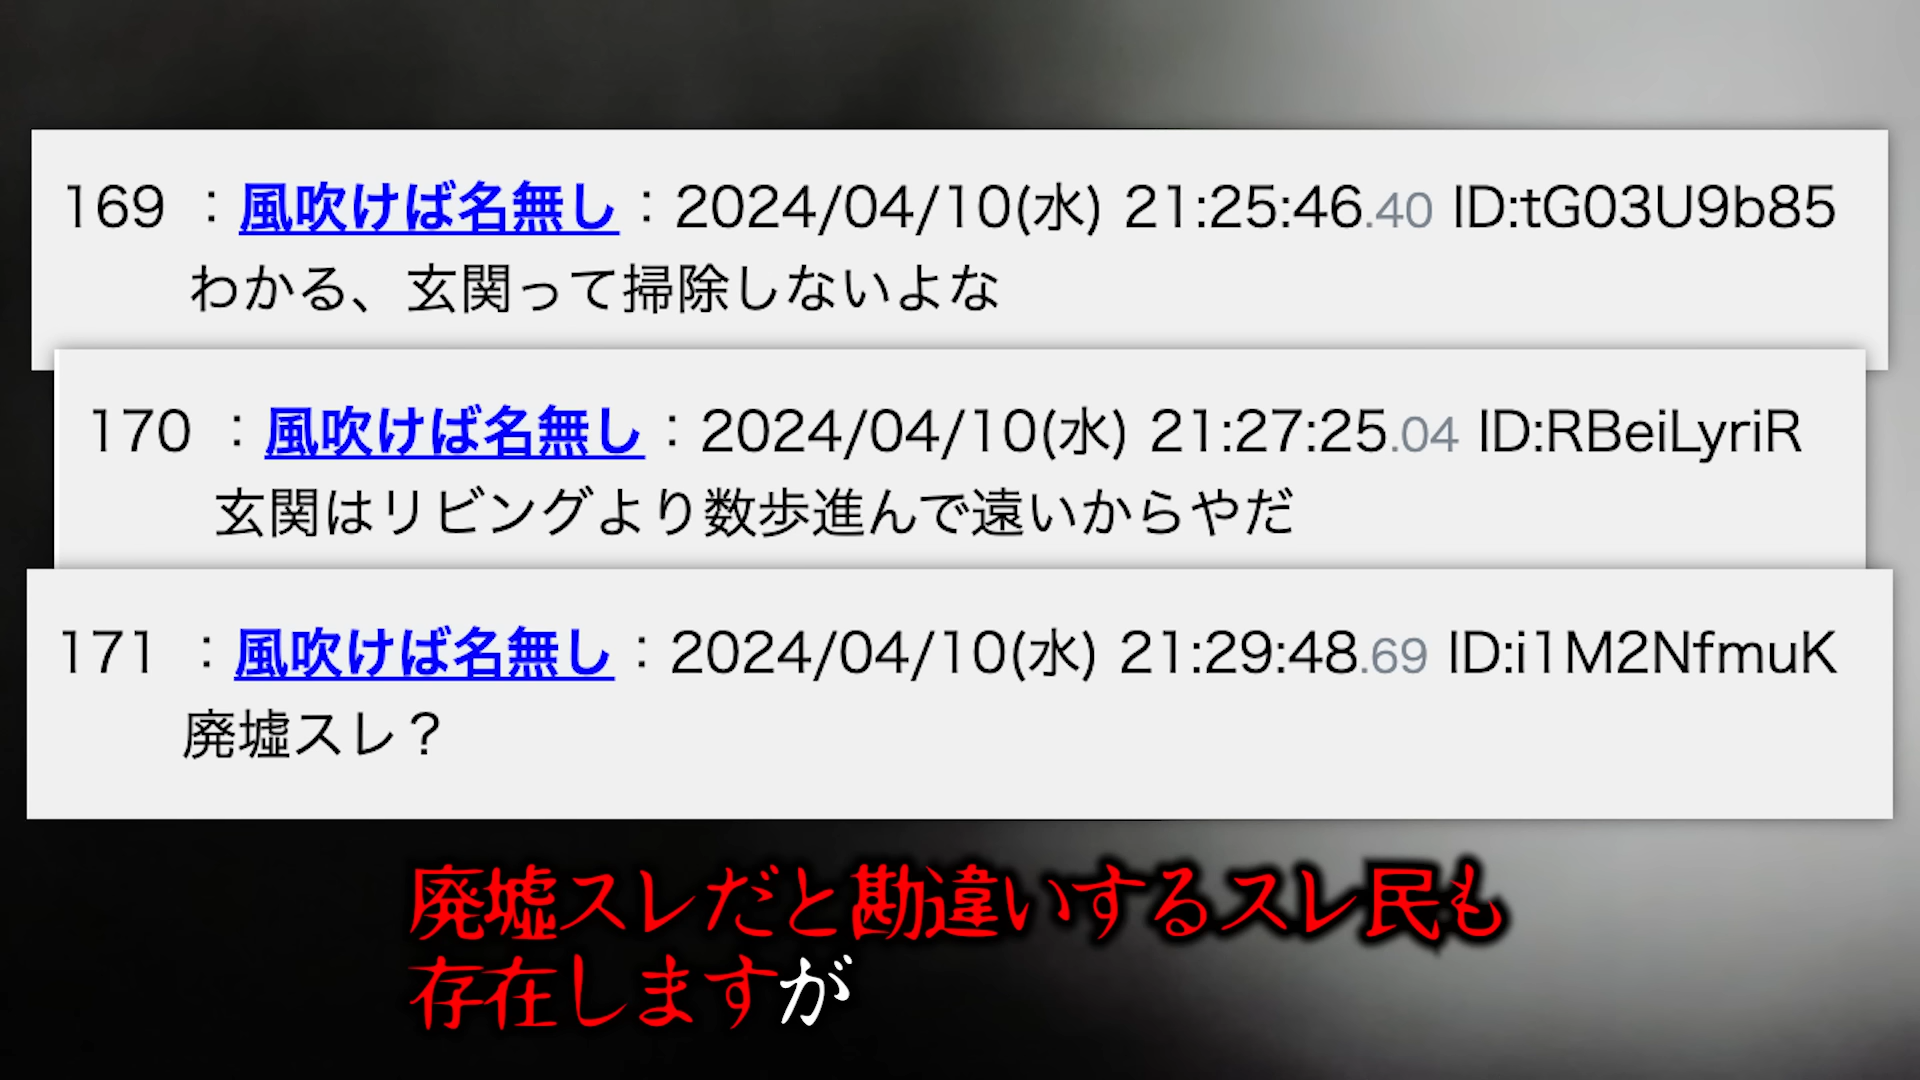 169 ：風吹けば名無し：2024/04/10(水) 21:25:46.40 ID:tG03U9b85
わかる、玄関って掃除しないよな
170 ：風吹けば名無し：2024/04/10(水) 21:27:25.04 ID:RBeiLyriR
玄関はリビングより数歩進んで遠いからやだ
171 ：風吹けば名無し：2024/04/10(水) 21:29:48.69 ID:i1M2NfmuK
廃墟スレ？
廃墟スレだと勘違いするスレ民も
存在しますが